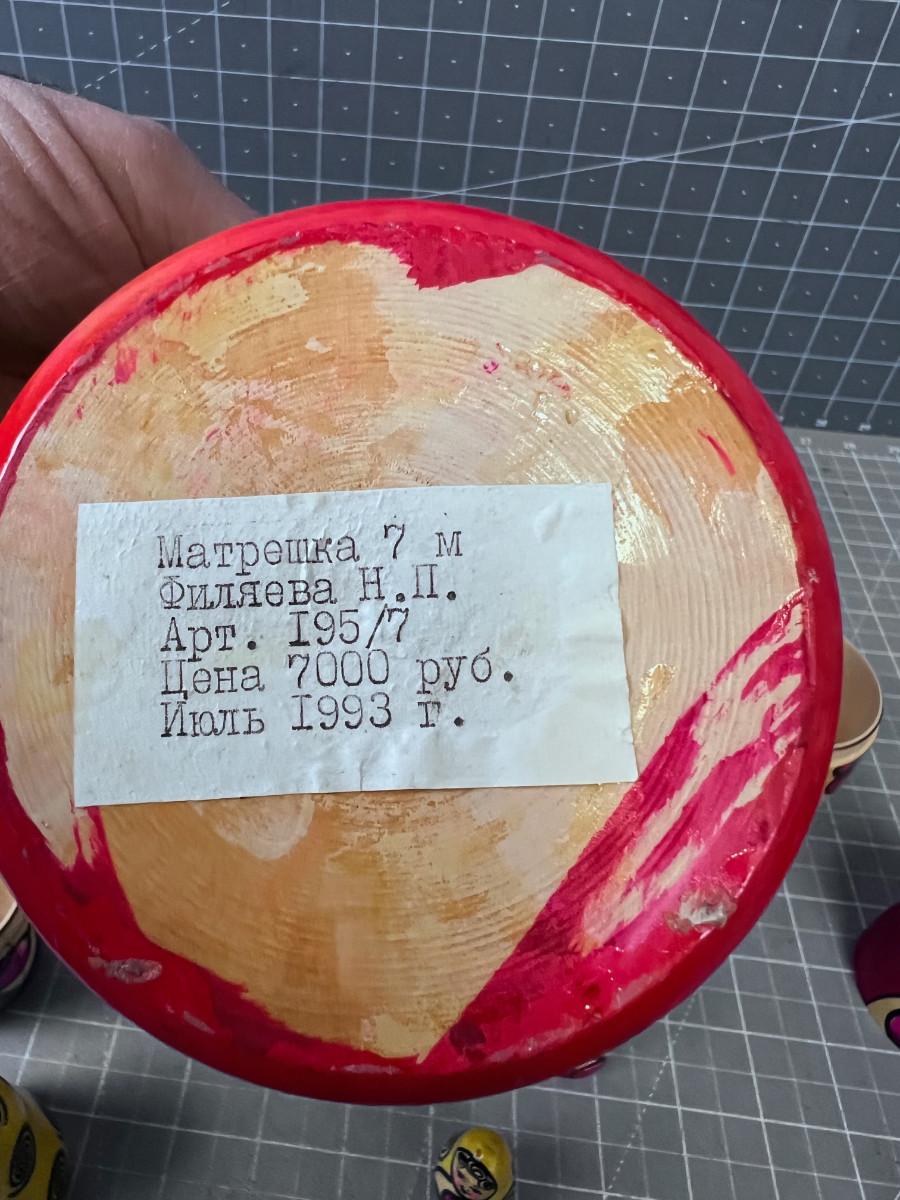 Матрешка 7 м
Филяева Н.П.
Арт. I95/7
Цена 7000 руб.
Июль I993 г.